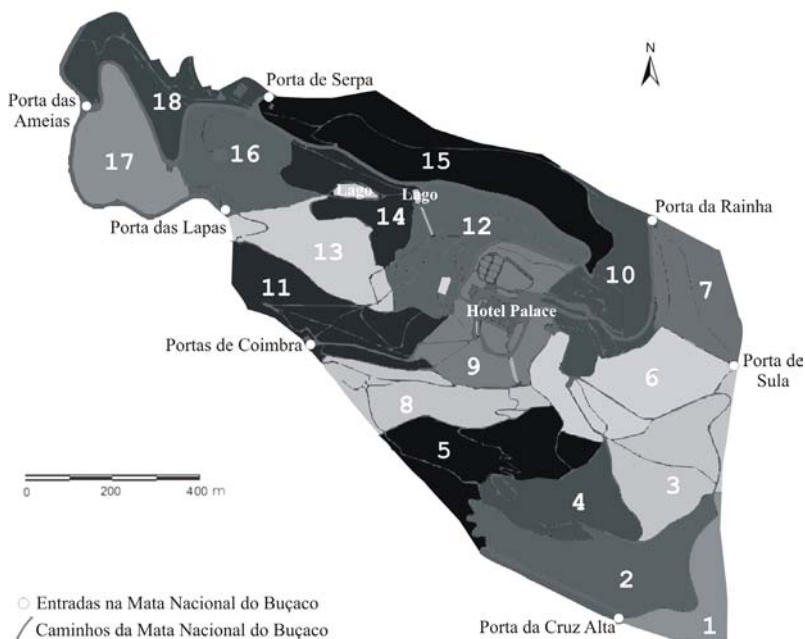 N
Porta de Serpa
Porta das
Ameias
18
17
16
15
Lago
Lago
Porta das Lapas
14
12
Porta da Rainha
13
10
7
11
Hotel Palace
Portas de Coimbra
9
6
Porta de
Sula
8
5
3
4
0 200 400 m
2
Entradas na Mata Nacional do Buçaco
Porta da Cruz Alta
1
Caminhos da Mata Nacional do Buçaco